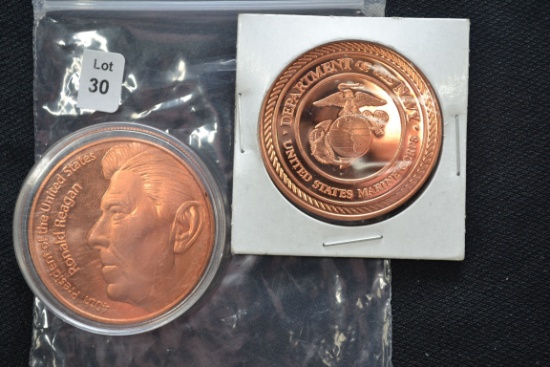 Lot
30
40th President of the United States
Ronald Reagan
DEPARTMENT OF THE NAVY
UNITED STATES MARINE CORPS